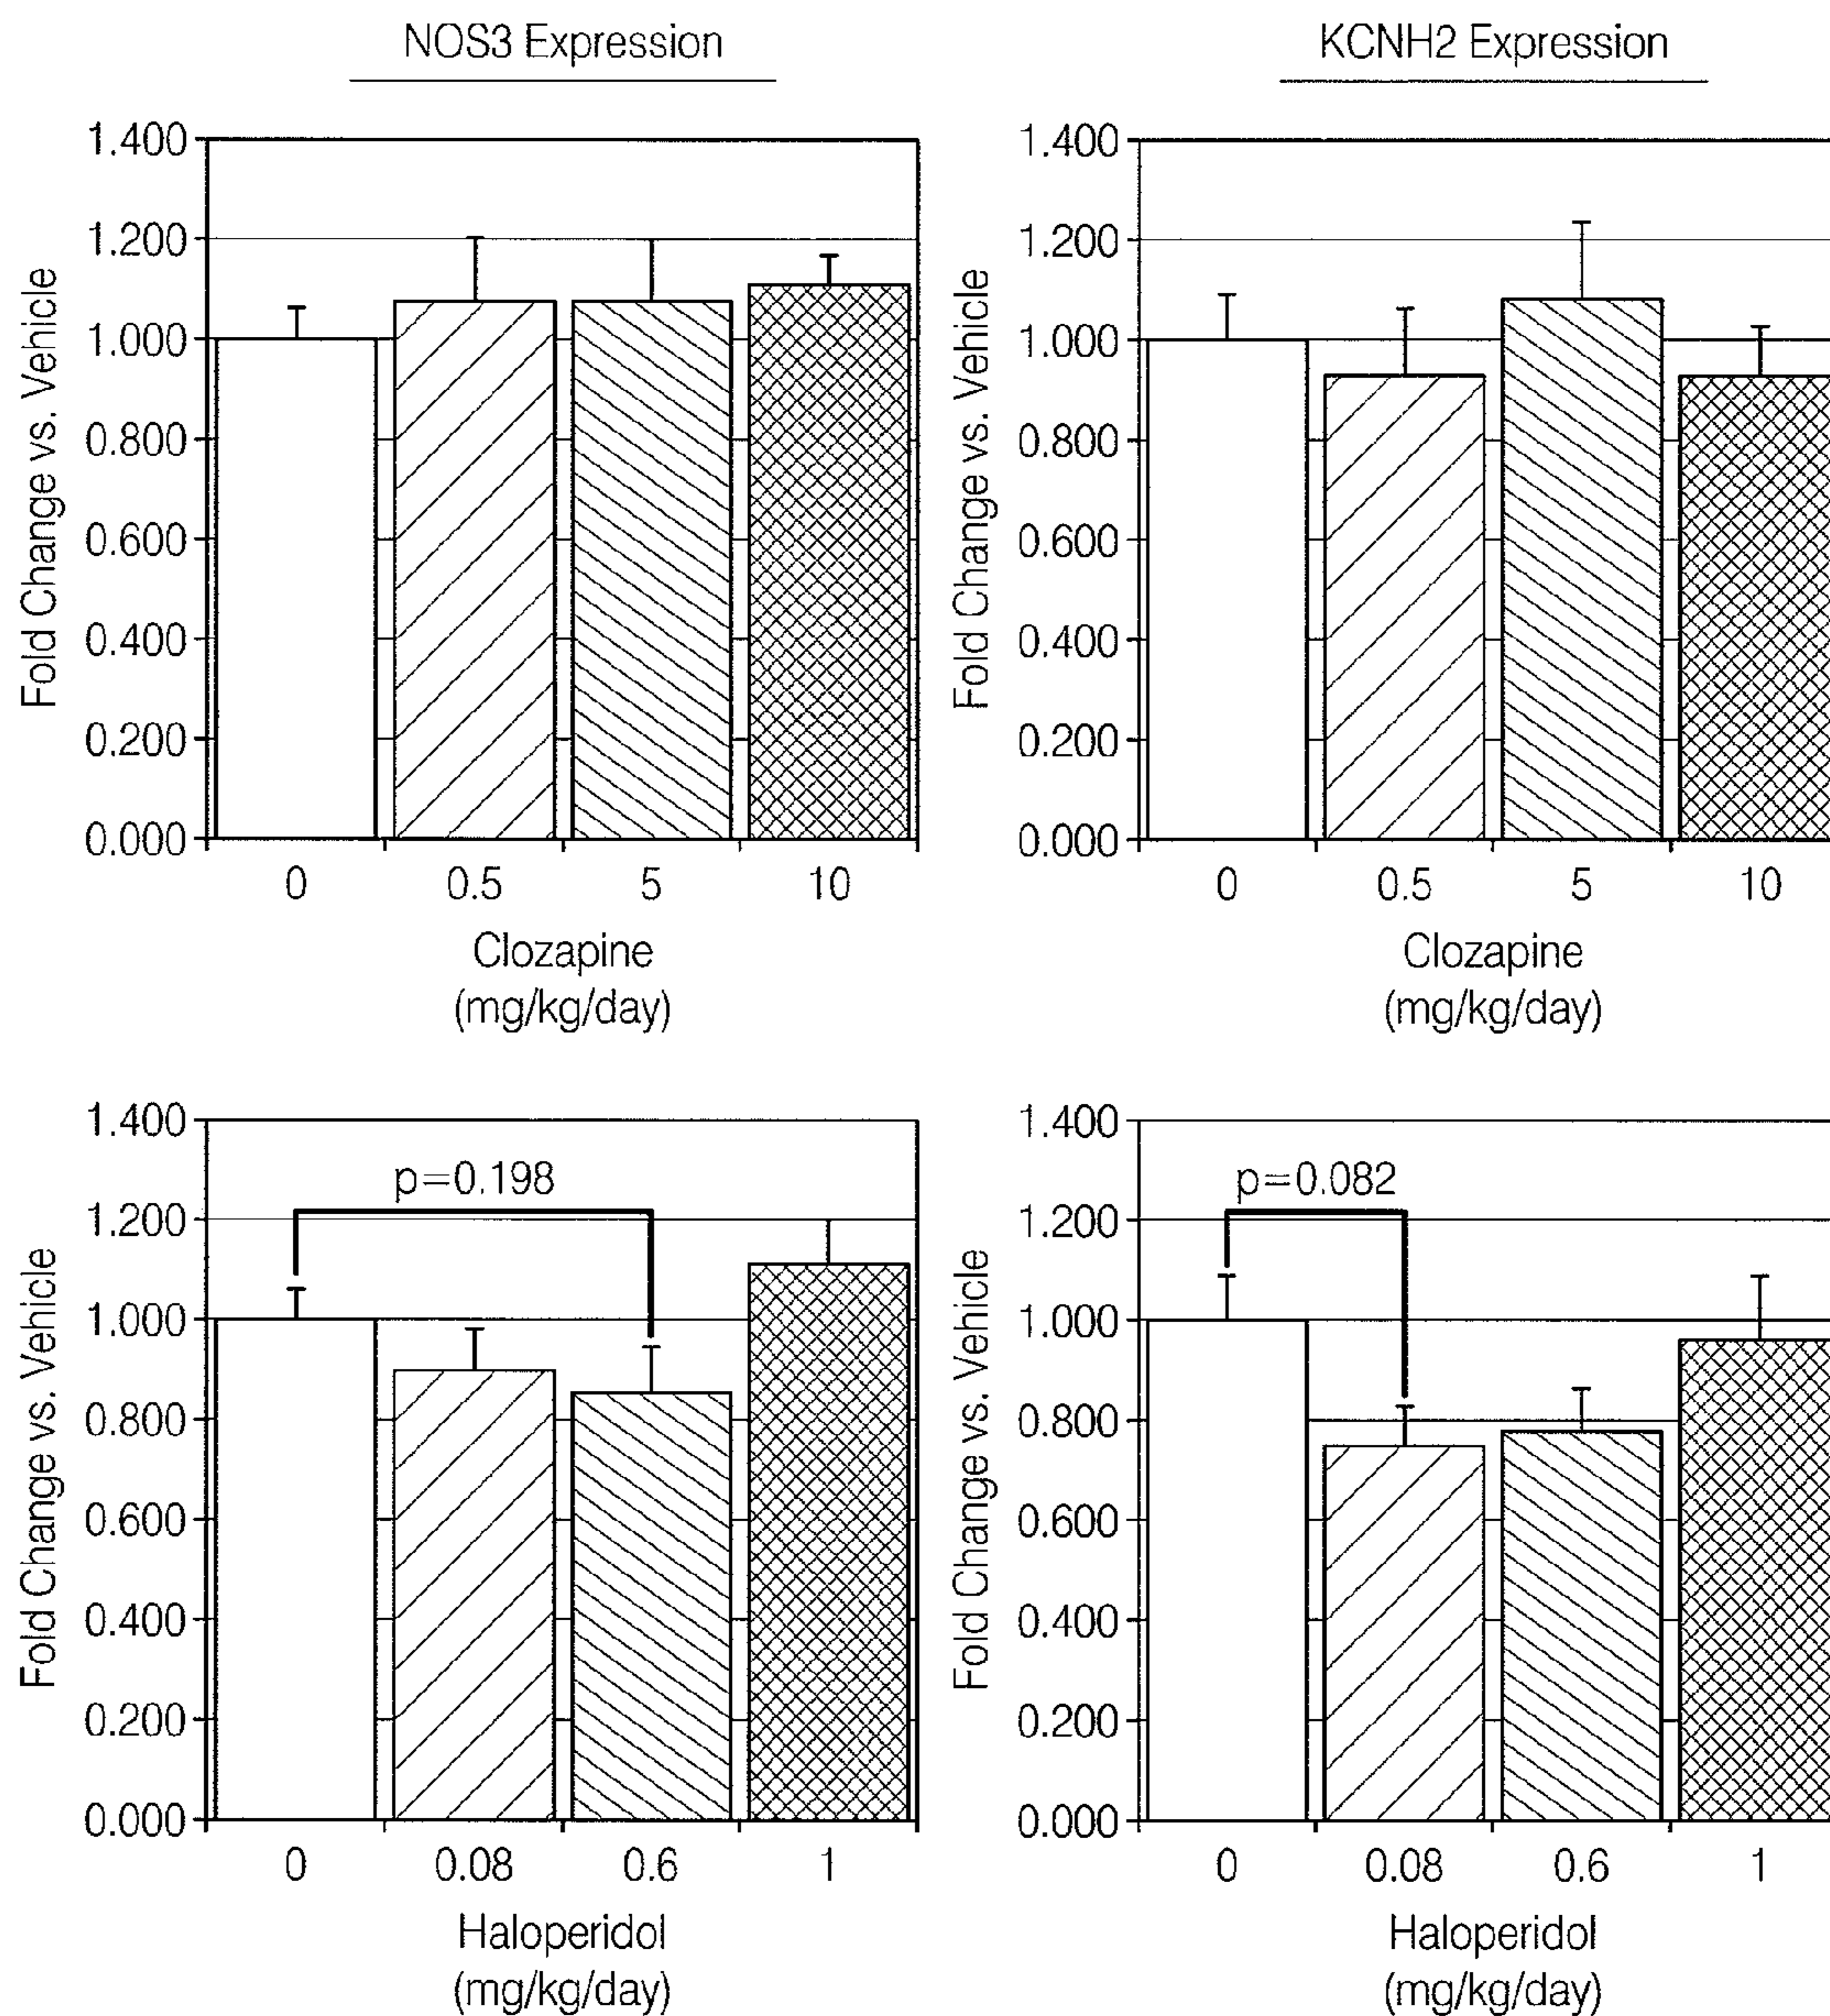 NOS3 Expression
KCNH2 Expression
Fold Change vs. Vehicle
1.400
1.200
1.000
0.800
0.600
0.400
0.200
0.000
0 0.5 5 10
Clozapine
(mg/kg/day)
Fold Change vs. Vehicle
1.400
1.200
1.000
0.800
0.600
0.400
0.200
0.000
0 0.5 5 10
Clozapine
(mg/kg/day)
Fold Change vs. Vehicle
1.400
1.200
1.000
0.800
0.600
0.400
0.200
0.000
p=0.198
0 0.08 0.6 1
Haloperidol
(mg/kg/day)
Fold Change vs. Vehicle
1.400
1.200
1.000
0.800
0.600
0.400
0.200
0.000
p=0.082
0 0.08 0.6 1
Haloperidol
(mg/kg/day)